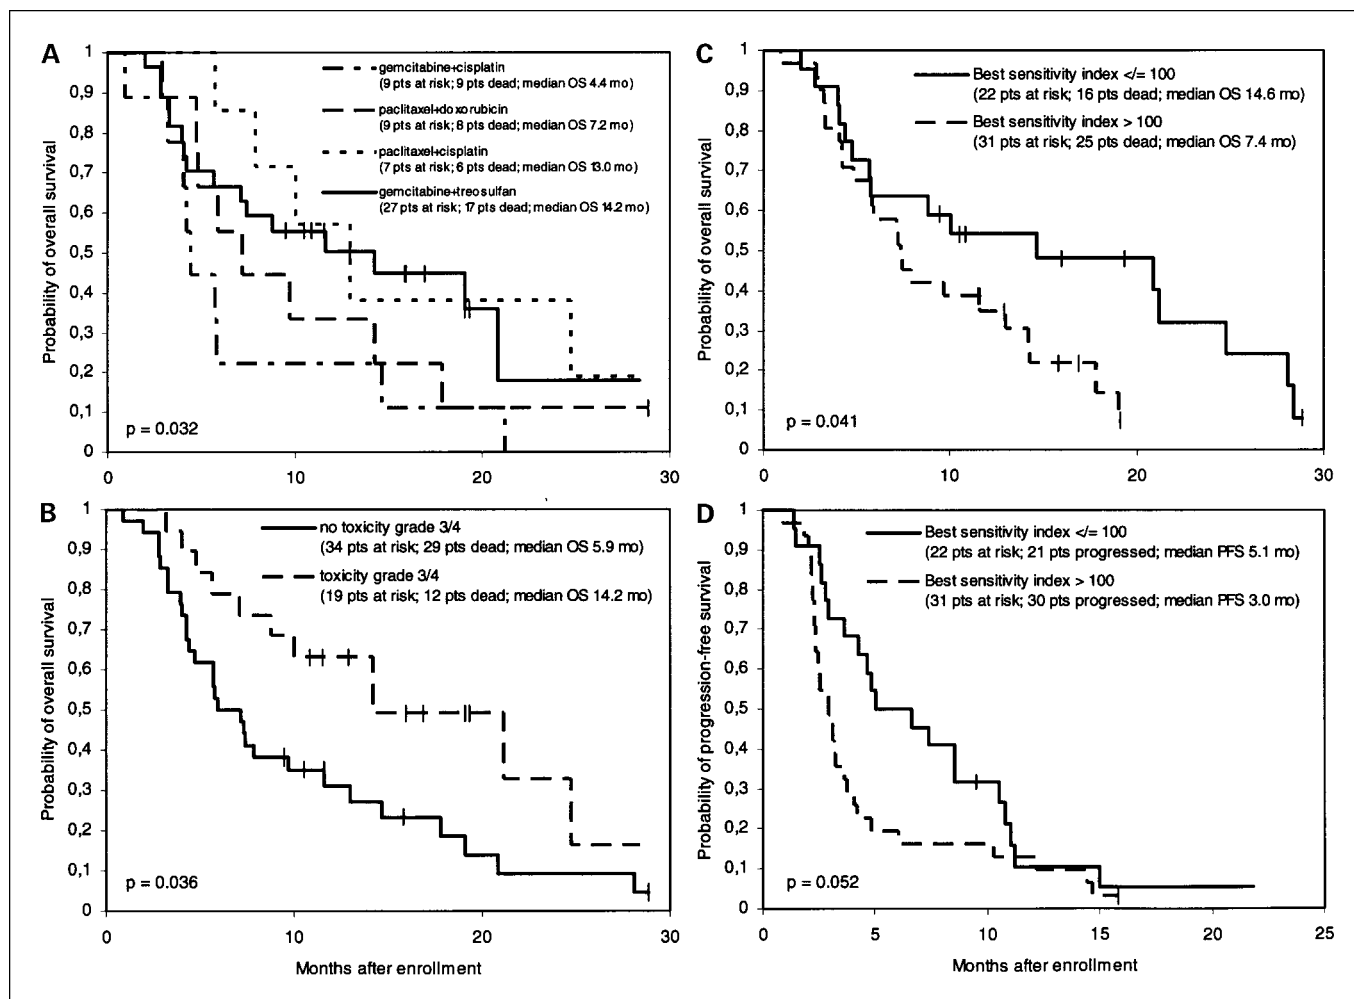 A
Probability of overall survival
1
0,9
0,8
0,7
0,6
0,5
0,4
0,3
0,2
0,1
0
gemcitabine+cisplatin
(9 pts at risk; 9 pts dead; median OS 4.4 mo)
paclitaxel+doxorubicin
(9 pts at risk; 8 pts dead; median OS 7.2 mo)
paclitaxel+cisplatin
(7 pts at risk; 6 pts dead; median OS 13.0 mo)
gemcitabine+treosulfan
(27 pts at risk; 17 pts dead; median OS 14.2 mo)
p = 0.032
0 10 20 30
B
Probability of overall survival
1
0,9
0,8
0,7
0,6
0,5
0,4
0,3
0,2
0,1
0
no toxicity grade 3/4
(34 pts at risk; 29 pts dead; median OS 5.9 mo)
toxicity grade 3/4
(19 pts at risk; 12 pts dead; median OS 14.2 mo)
p = 0.036
0 10 20 30
Months after enrollment
C
Probability of overall survival
1
0,9
0,8
0,7
0,6
0,5
0,4
0,3
0,2
0,1
0
Best sensitivity index </= 100
(22 pts at risk; 16 pts dead; median OS 14.6 mo)
Best sensitivity index > 100
(31 pts at risk; 25 pts dead; median OS 7.4 mo)
p = 0.041
0 10 20 30
D
Probability of progression-free survival
1
0,9
0,8
0,7
0,6
0,5
0,4
0,3
0,2
0,1
0
Best sensitivity index </= 100
(22 pts at risk; 21 pts progressed; median PFS 5.1 mo)
Best sensitivity index > 100
(31 pts at risk; 30 pts progressed; median PFS 3.0 mo)
p = 0.052
0 5 10 15 20 25
Months after enrollment